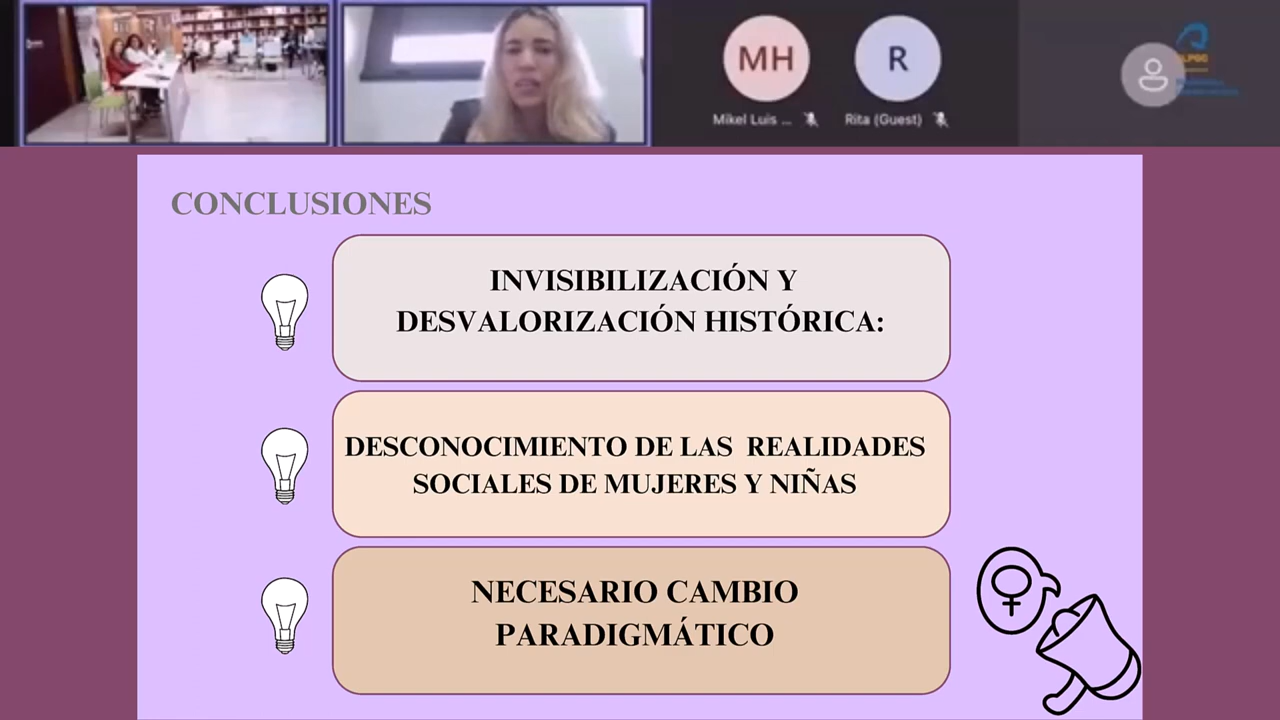 MH
R
Mikel Luis ...
Rita (Guest)
CONCLUSIONES
INVISIBILIZACIÓN Y
DESVALORIZACIÓN HISTÓRICA:
DESCONOCIMIENTO DE LAS REALIDADES
SOCIALES DE MUJERES Y NIÑAS
NECESARIO CAMBIO
PARADIGMÁTICO